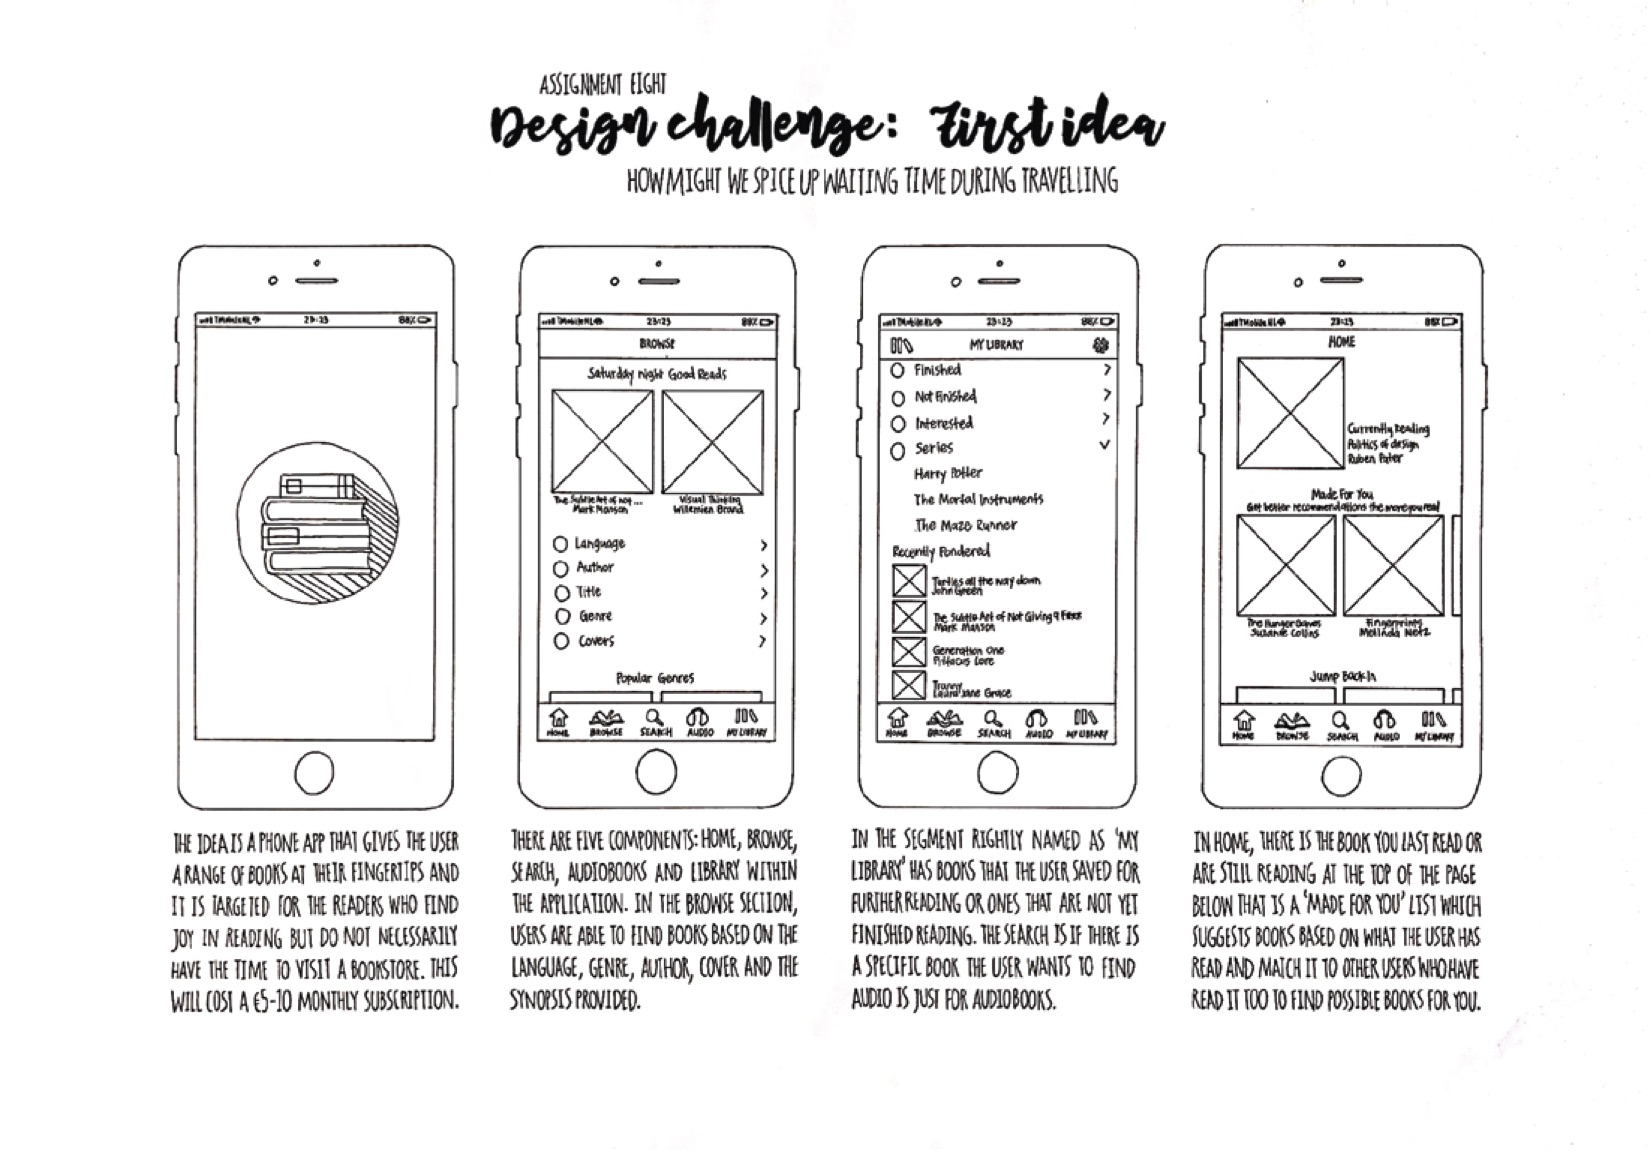 ASSIGNMENT EIGHT
Design challenge: First idea
HOW MIGHT WE SPICE UP WAITING TIME DURING TRAVELLING
23:23
88%
THE IDEA IS A PHONE APP THAT GIVES THE USER
A RANGE OF BOOKS AT THEIR FINGERTIPS AND
IT IS TARGETED FOR THE READERS WHO FIND
JOY IN READING BUT DO NOT NECESSARILY
HAVE THE TIME TO VISIT A BOOKSTORE. THIS
WILL COST A €5-10 MONTHLY SUBSCRIPTION.
TMobile NL 23:23 88%
BROWSE
Saturday night Good Reads
The Subtle Art of not ...
Mark Manson
Visual Thinking
Willemien Brand
Language
Author
Title
Genre
Covers
Popular Genres
HOME BROWSE SEARCH AUDIO MY LIBRARY
THERE ARE FIVE COMPONENTS: HOME, BROWSE,
SEARCH, AUDIOBOOKS AND LIBRARY WITHIN
THE APPLICATION. IN THE BROWSE SECTION,
USERS ARE ABLE TO FIND BOOKS BASED ON THE
LANGUAGE, GENRE, AUTHOR, COVER AND THE
SYNOPSIS PROVIDED.
TMobile NL 23:23 88%
MY LIBRARY
Finished
Not Finished
Interested
Series
Harry Potter
The Mortal Instruments
The Maze Runner
Recently Pondered
Turtles all the way down
John Green
The Subtle Art of Not Giving a
Mark Manson
Generation One
Pittacus Lore
Tranny
Laura Jane Grace
HOME BROWSE SEARCH AUDIO MY LIBRARY
IN THE SEGMENT RIGHTLY NAMED AS 'MY
LIBRARY' HAS BOOKS THAT THE USER SAVED FOR
FURTHER READING OR ONES THAT ARE NOT YET
FINISHED READING. THE SEARCH IS IF THERE IS
A SPECIFIC BOOK THE USER WANTS TO FIND
AUDIO IS JUST FOR AUDIOBOOKS.
TMobile NL 23:23 88%
HOME
Currently Reading
Politics of design
Ruben Pater
Made For You
Get better recommendations the more you read
The Hunger Games
Suzanne Collins
Fingerprints
Melinda Metz
Jump Back In
HOME BROWSE SEARCH AUDIO MY LIBRARY
IN HOME, THERE IS THE BOOK YOU LAST READ OR
ARE STILL READING AT THE TOP OF THE PAGE
BELOW THAT IS A 'MADE FOR YOU' LIST WHICH
SUGGESTS BOOKS BASED ON WHAT THE USER HAS
READ AND MATCH IT TO OTHER USERS WHO HAVE
READ IT TOO TO FIND POSSIBLE BOOKS FOR YOU.